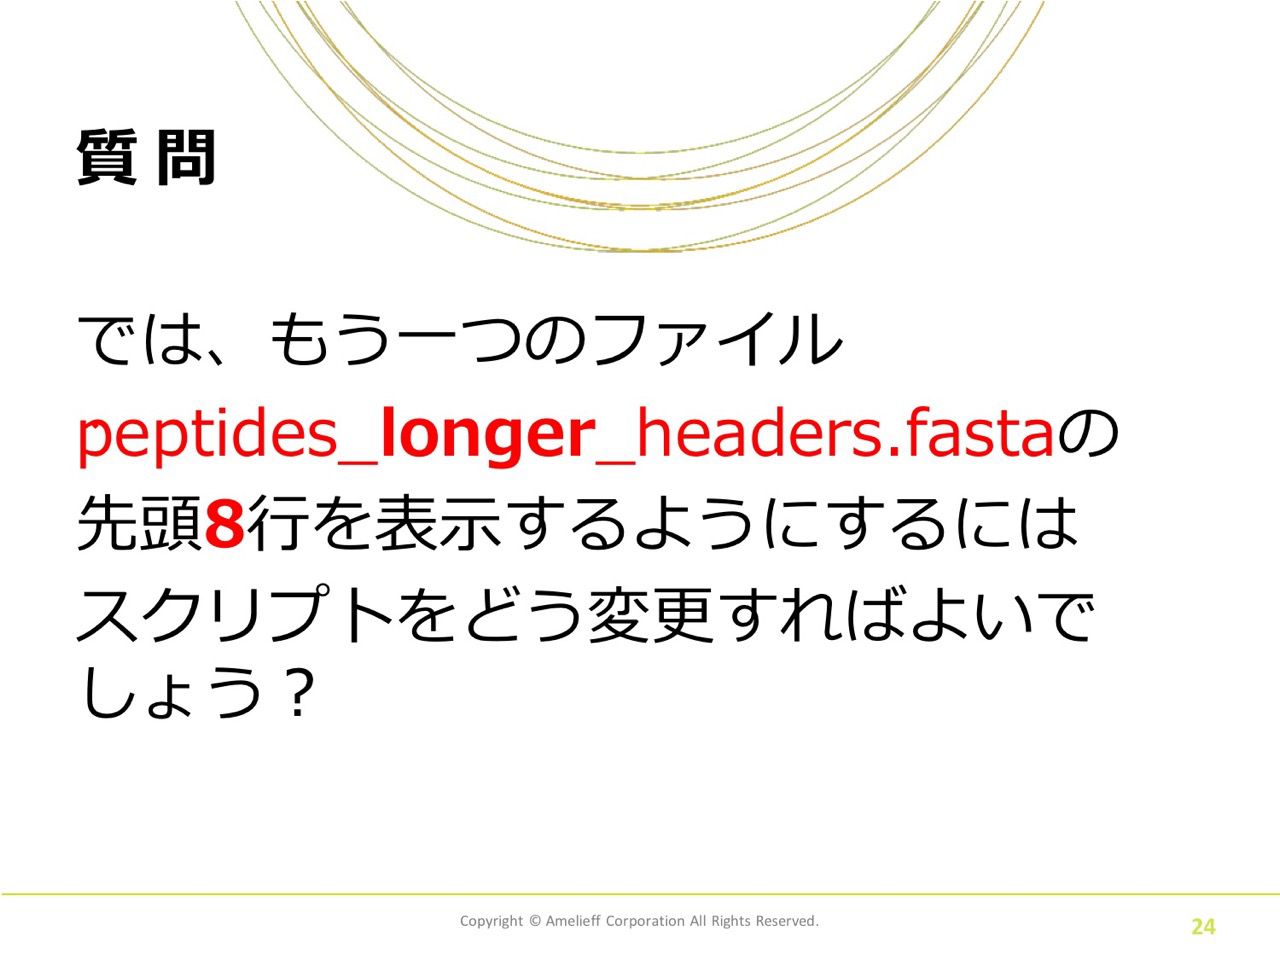 質問
では、もう一つのファイル
peptides_longer_headers.fastaの
先頭8行を表示するようにするには
スクリプトをどう変更すればよいで
しょう？
Copyright © Amelieff Corporation All Rights Reserved.
24